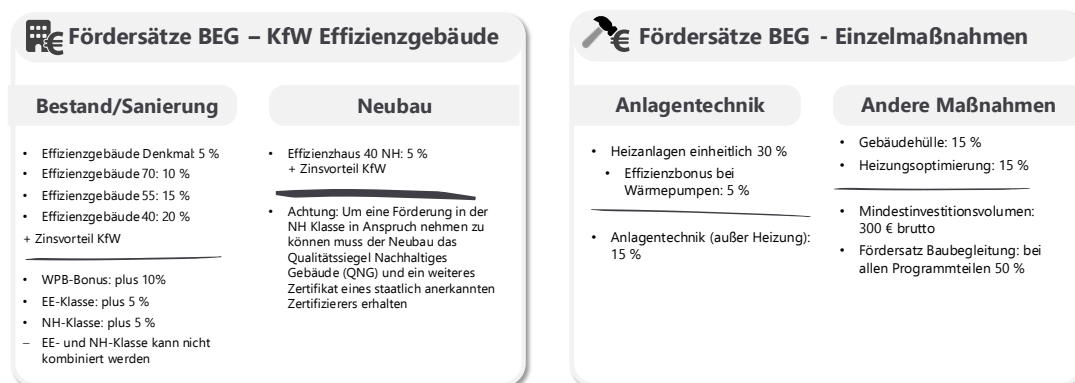 Fördersätze BEG – KfW Effizienzgebäude
Bestand/Sanierung
• Effizienzgebäude Denkmal: 5 %
• Effizienzgebäude 70: 10 %
• Effizienzgebäude 55: 15 %
• Effizienzgebäude 40: 20 %
+ Zinsvorteil KfW
• WPB-Bonus: plus 10%
• EE-Klasse: plus 5 %
• NH-Klasse: plus 5 %
– EE- und NH-Klasse kann nicht
kombiniert werden
Neubau
• Effizienzhaus 40 NH: 5 %
+ Zinsvorteil KfW
• Achtung: Um eine Förderung in der
NH Klasse in Anspruch nehmen zu
können muss der Neubau das
Qualitätssiegel Nachhaltiges
Gebäude (QNG) und ein weiteres
Zertifikat eines staatlich anerkannten
Zertifizierers erhalten
Fördersätze BEG - Einzelmaßnahmen
Anlagentechnik
• Heizanlagen einheitlich 30 %
• Effizienzbonus bei
Wärmepumpen: 5 %
• Anlagentechnik (außer Heizung):
15 %
Andere Maßnahmen
• Gebäudehülle: 15 %
• Heizungsoptimierung: 15 %
• Mindestinvestitionsvolumen:
300 € brutto
• Fördersatz Baubegleitung: bei
allen Programmteilen 50 %